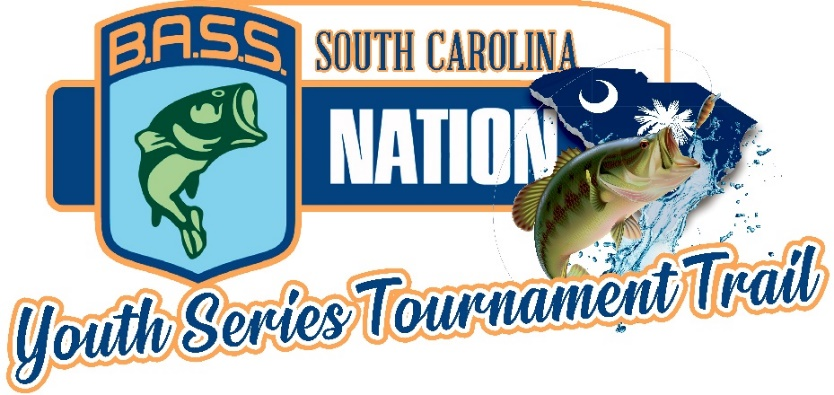 B.A.S.S.
SOUTH CAROLINA
NATION
Youth Series Tournament Trail